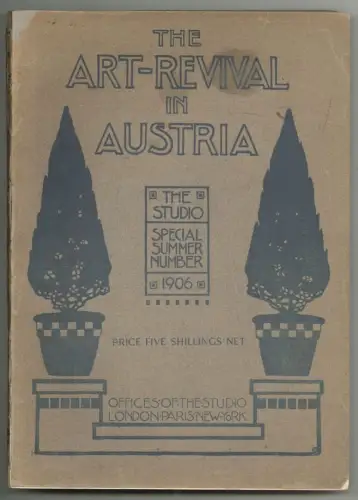 THE
ART-REVIVAL
IN
AUSTRIA
THE
STUDIO
SPECIAL
SUMMER
NUMBER
1906
PRICE FIVE SHILLINGS NET
OFFICES·OF·THE·STUDIO
LONDON·PARIS·NEW·YORK